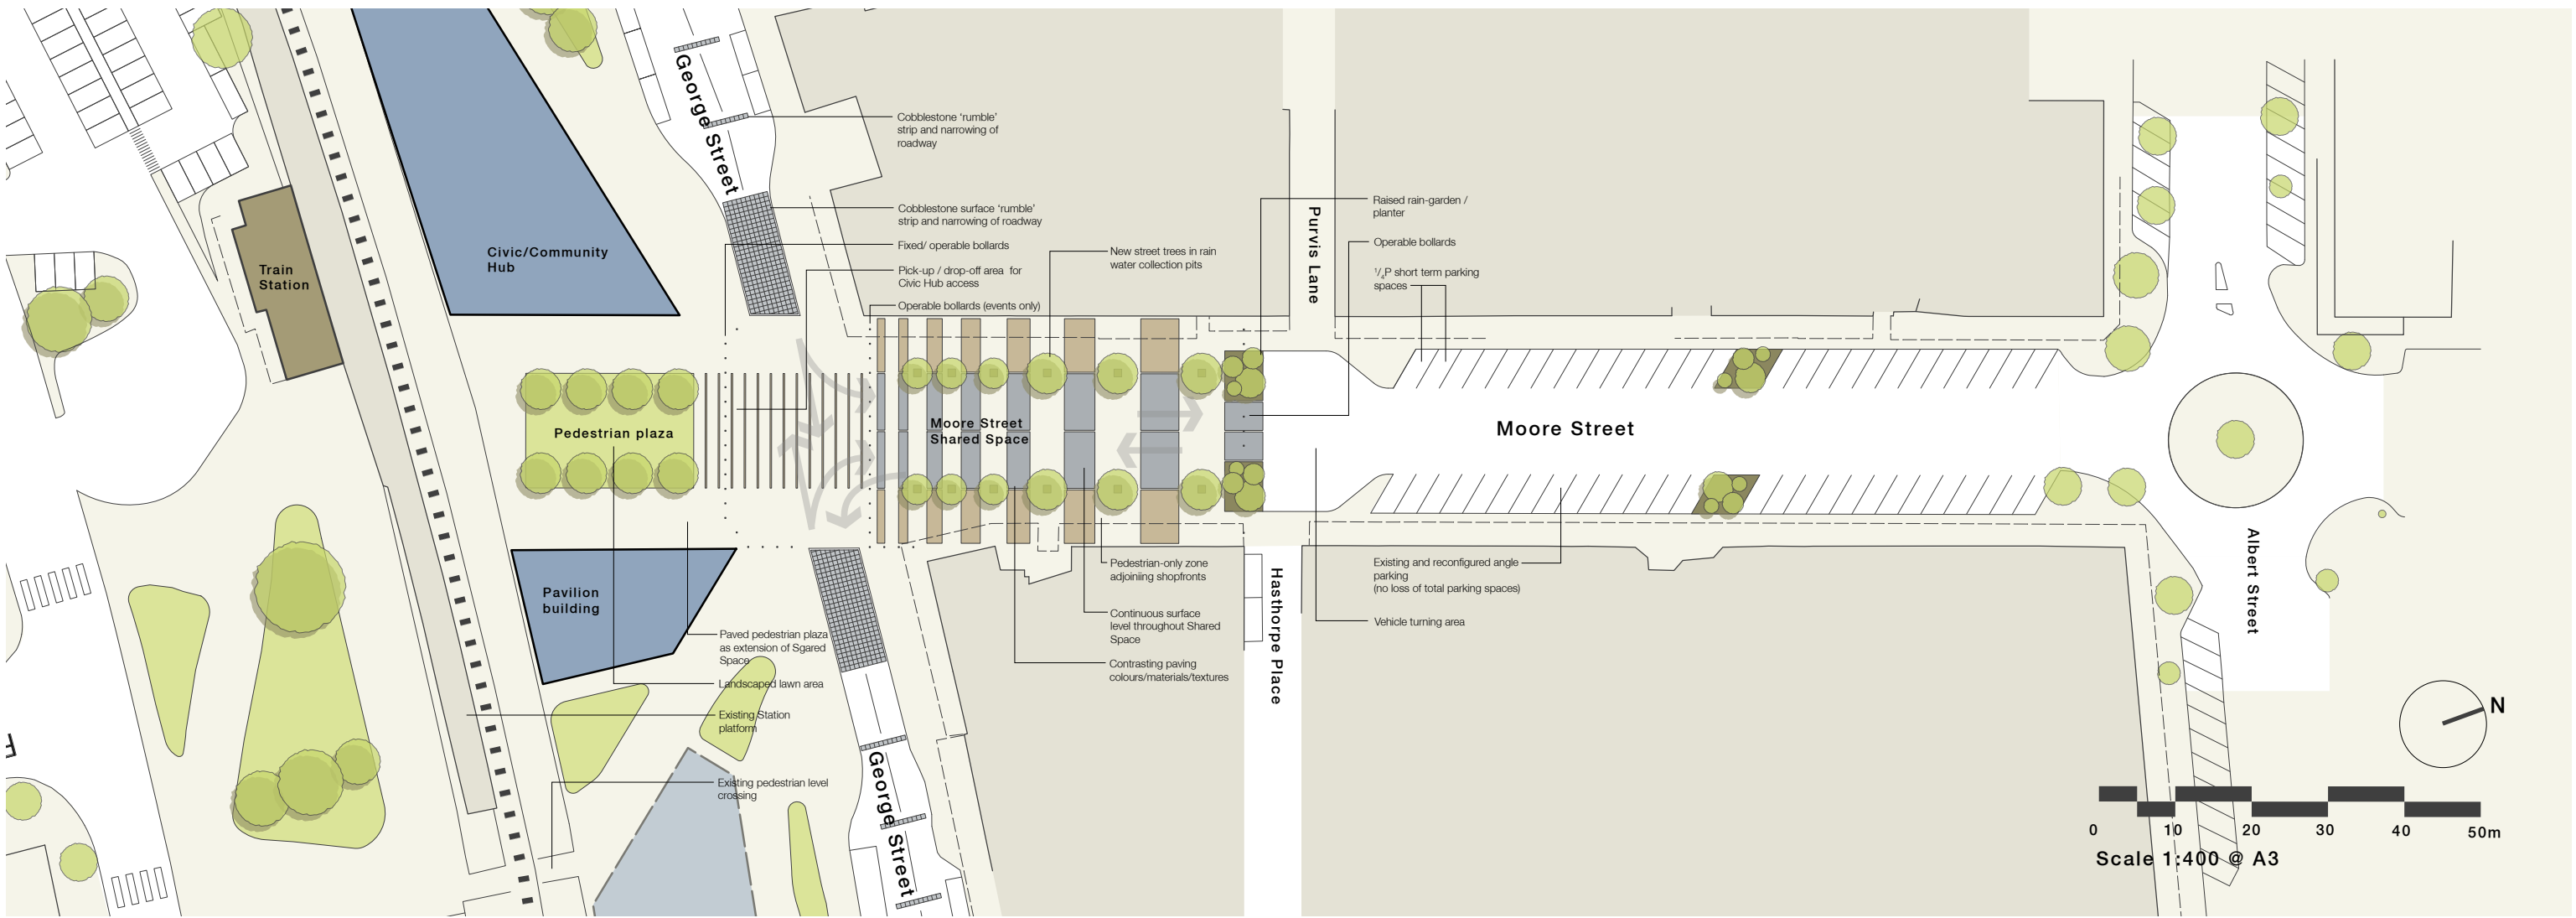 George Street
Cobblestone ‘rumble’
strip and narrowing of
roadway
Cobblestone surface ‘rumble’
strip and narrowing of roadway
Fixed/ operable bollards
Pick-up / drop-off area  for
Civic Hub access
Operable bollards (events only)
New street trees in rain
water collection pits
Purvis Lane
Raised rain-garden /
planter
Operable bollards
¹/₄P short term parking
spaces
Train
Station
Civic/Community
Hub
Pedestrian plaza
Moore Street
Shared Space
Moore Street
Pavilion
building
Paved pedestrian plaza
as extension of Sgared
Space
Landscaped lawn area
Existing Station
platform
Existing pedestrian level
crossing
George Street
Pedestrian-only zone
adjoiniing shopfronts
Continuous surface
level throughout Shared
Space
Contrasting paving
colours/materials/textures
Hasthorpe Place
Existing and reconfigured angle
parking
(no loss of total parking spaces)
Vehicle turning area
Albert Street
N
0 10 20 30 40 50m
Scale 1:400 @ A3